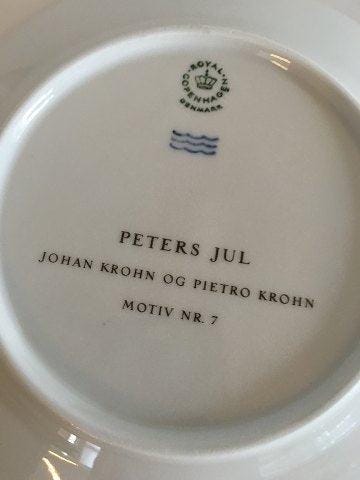 ROYAL COPENHAGEN
DENMARK
PETERS JUL
JOHAN KROHN OG PIETRO KROHN
MOTIV NR. 7